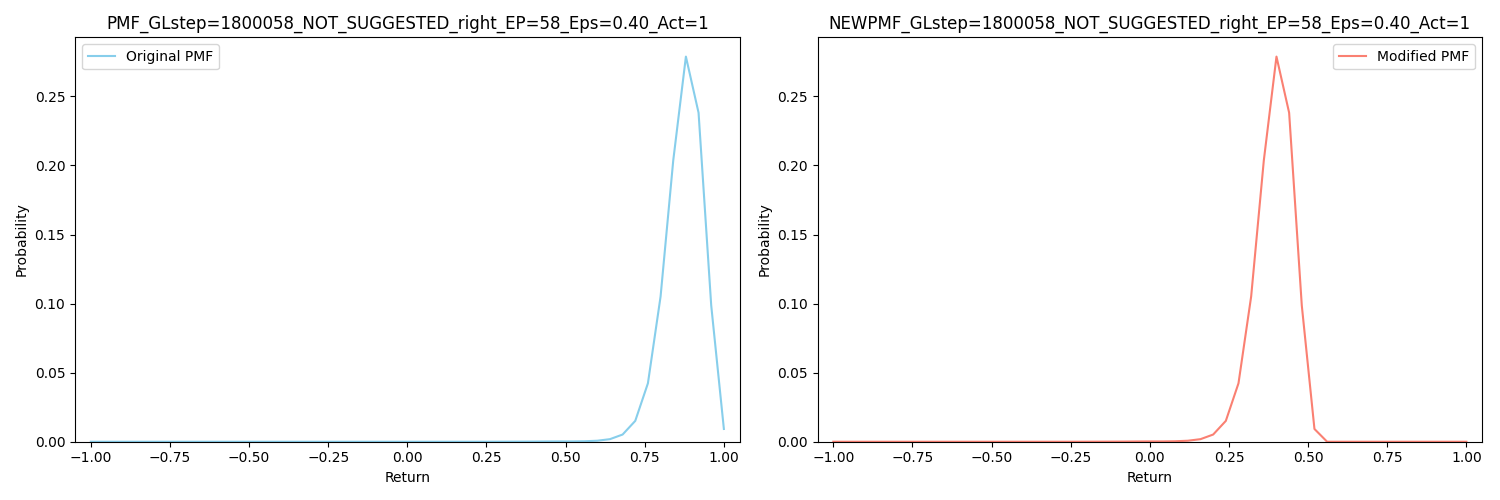 PMF_GLstep=1800058_NOT_SUGGESTED_right_EP=58_Eps=0.40_Act=1
Original PMF
0.25
0.20
0.15
0.10
0.05
0.00
Probability
−1.00 −0.75 −0.50 −0.25 0.00 0.25 0.50 0.75 1.00
Return
NEWPMF_GLstep=1800058_NOT_SUGGESTED_right_EP=58_Eps=0.40_Act=1
Modified PMF
0.25
0.20
0.15
0.10
0.05
0.00
Probability
−1.00 −0.75 −0.50 −0.25 0.00 0.25 0.50 0.75 1.00
Return